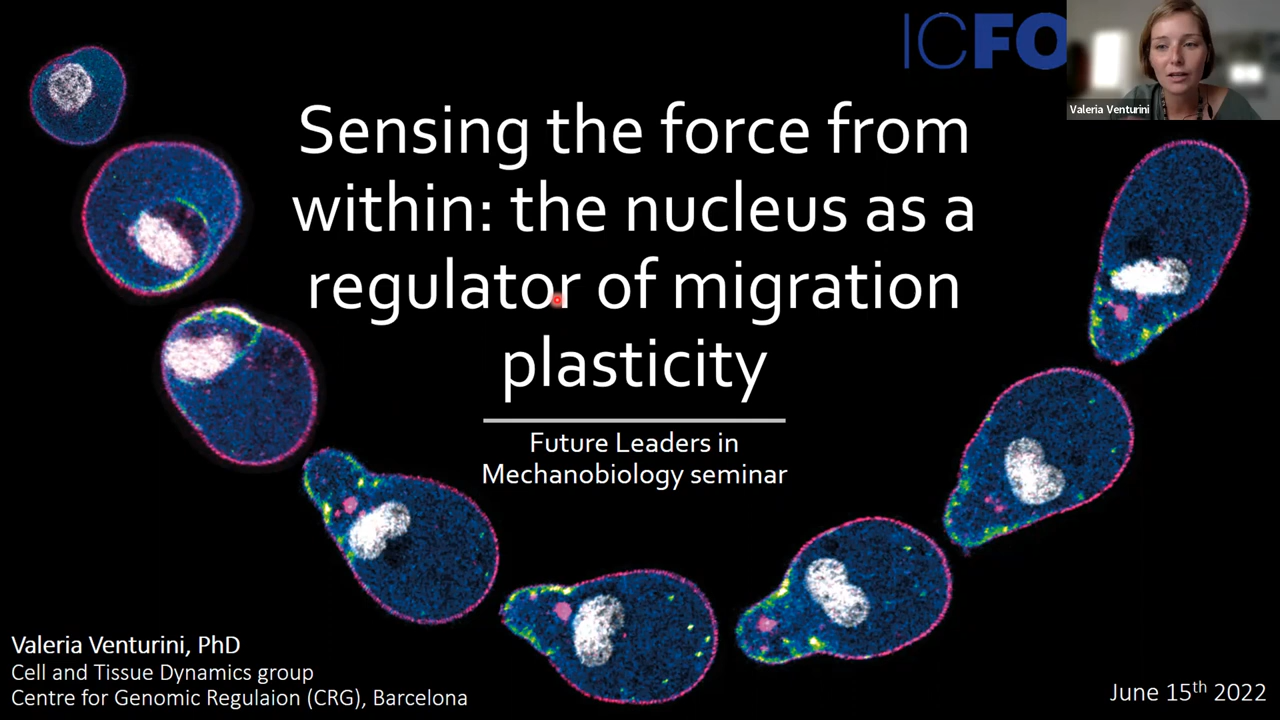 ICFO
Valeria Venturini
Sensing the force from
within: the nucleus as a
regulator of migration
plasticity
Future Leaders in
Mechanobiology seminar
Valeria Venturini, PhD
Cell and Tissue Dynamics group
Centre for Genomic Regulaion (CRG), Barcelona
June 15th 2022